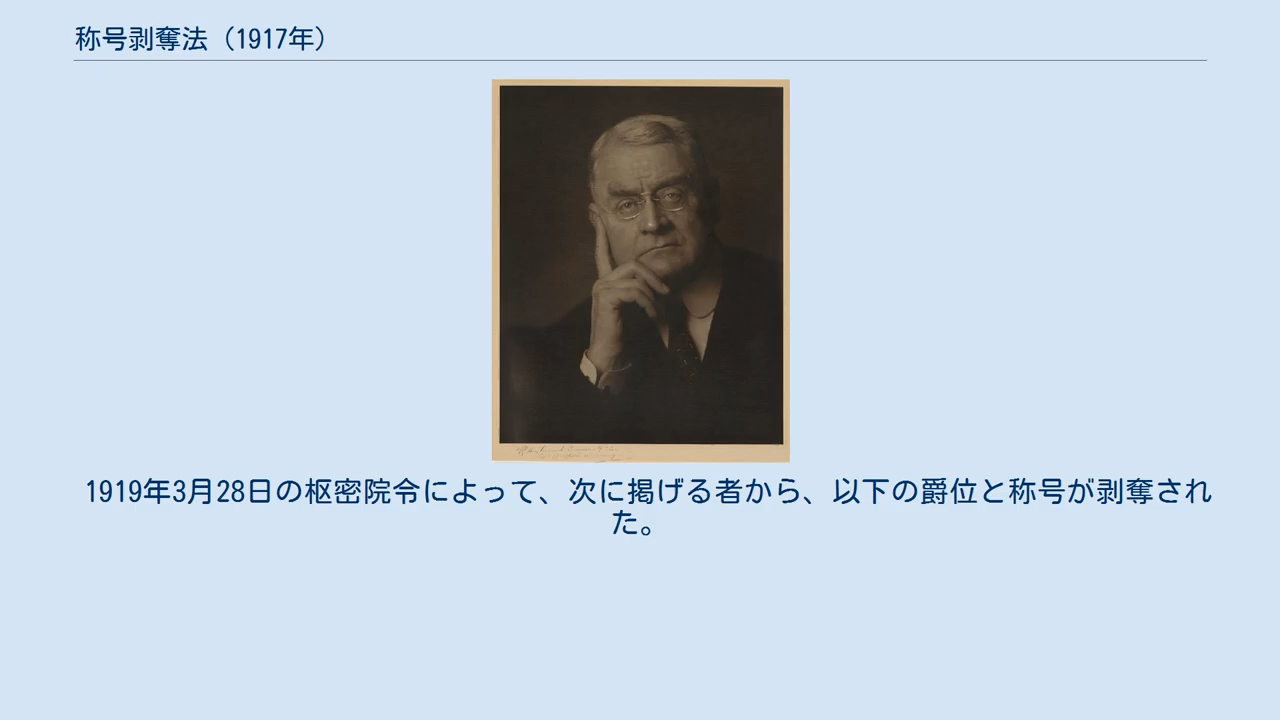 称号剥奪法（1917年）
1919年3月28日の枢密院令によって、次に掲げる者から、以下の爵位と称号が剥奪され
た。